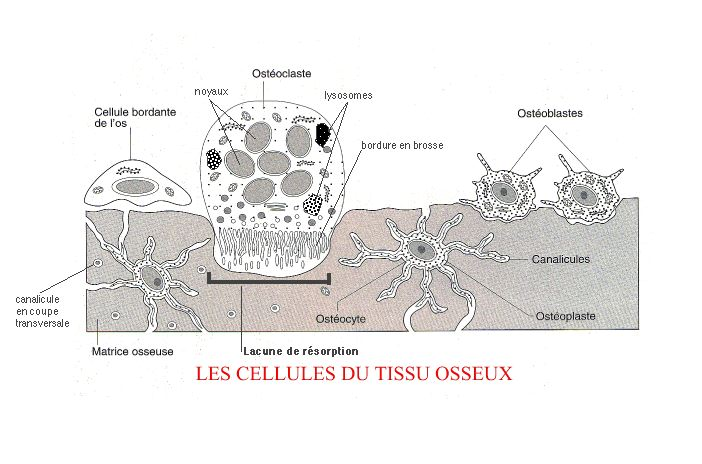 Ostéoclaste
noyaux
lysosomes
Cellule bordante
de l'os
Ostéoblastes
bordure en brosse
Canalicules
canalicule
en coupe
transversale
Ostéocyte
Ostéoplaste
Matrice osseuse
Lacune de résorption
LES CELLULES DU TISSU OSSEUX